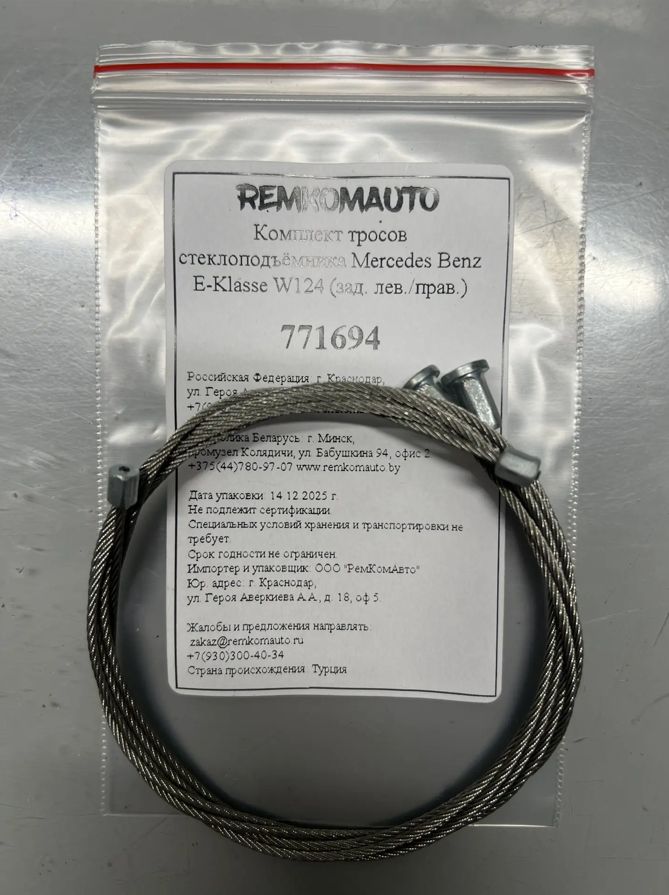 REMKOMAUTO
Комплект тросов
стеклоподъёмника Mercedes Benz
E-Klasse W124 (зад. лев./прав.)
771694
Российская Федерация г. Краснодар,
ул. Героя
+7(9
г. Минск,
ул. Бабушкина 94, офис 2
+375(44)780-97-07 www.remkomauto.by
Дата упаковки 14.12.2025 г.
Не подлежит сертификации
Специальных условий хранения и транспортировки не
требует.
Срок годности не ограничен.
Импортер и упаковщик: ООО "РемКомАвто"
Юр. адрес: г. Краснодар,
ул. Героя Аверкиева А.А., д. 18, оф 5.
Жалобы и предложения направлять:
zakaz@remkomauto.ru
+7(930)300-40-34
Страна происхождения: Турция